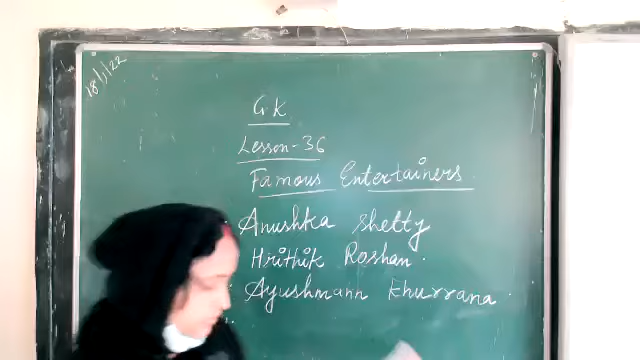 18/1/22
G.K
Lesson-36
Famous Entertainers
Anushka Shetty
Hrithik Roshan.
Ayushmann Khurrana.